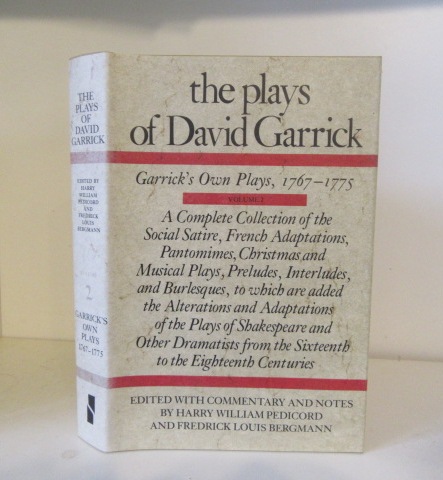 THE
PLAYS
OF
DAVID
GARRICK
EDITED BY
HARRY
WILLIAM
PEDICORD
AND
FREDRICK
LOUIS
BERGMANN
2
GARRICK'S
OWN
PLAYS
1767–1775
the plays
of David Garrick
Garrick's Own Plays, 1767–1775
VOLUME 2
A Complete Collection of the
Social Satire, French Adaptations,
Pantomimes, Christmas and
Musical Plays, Preludes, Interludes,
and Burlesques, to which are added
the Alterations and Adaptations
of the Plays of Shakespeare and
Other Dramatists from the Sixteenth
to the Eighteenth Centuries
EDITED WITH COMMENTARY AND NOTES
BY HARRY WILLIAM PEDICORD
AND FREDRICK LOUIS BERGMANN